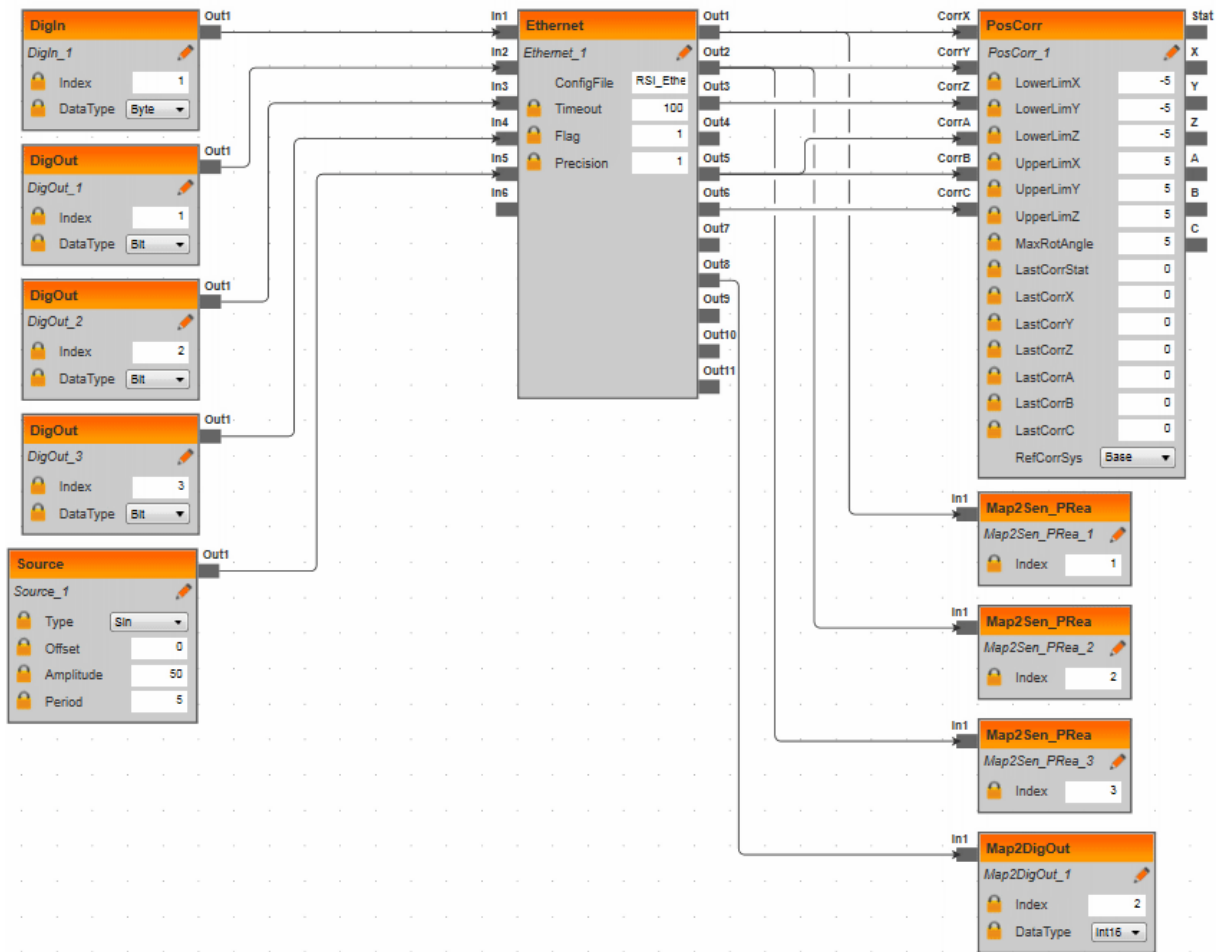 DigIn
Out1
DigIn_1
Index 1
DataType Byte
DigOut
Out1
DigOut_1
Index 1
DataType Bit
DigOut
Out1
DigOut_2
Index 2
DataType Bit
DigOut
Out1
DigOut_3
Index 3
DataType Bit
Source
Out1
Source_1
Type Sin
Offset 0
Amplitude 50
Period 5
In1
In2
In3
In4
In5
In6
Ethernet
Ethernet_1
ConfigFile RSI_Ethe
Timeout 100
Flag 1
Precision 1
Out1
Out2
Out3
Out4
Out5
Out6
Out7
Out8
Out9
Out10
Out11
CorrX
CorrY
CorrZ
CorrA
CorrB
CorrC
PosCorr
PosCorr_1
LowerLimX -5
LowerLimY -5
LowerLimZ -5
UpperLimX 5
UpperLimY 5
UpperLimZ 5
MaxRotAngle 5
LastCorrStat 0
LastCorrX 0
LastCorrY 0
LastCorrZ 0
LastCorrA 0
LastCorrB 0
LastCorrC 0
RefCorrSys Base
Stat
X
Y
Z
A
B
C
In1
Map2Sen_PRea
Map2Sen_PRea_1
Index 1
In1
Map2Sen_PRea
Map2Sen_PRea_2
Index 2
In1
Map2Sen_PRea
Map2Sen_PRea_3
Index 3
In1
Map2DigOut
Map2DigOut_1
Index 2
DataType Int16